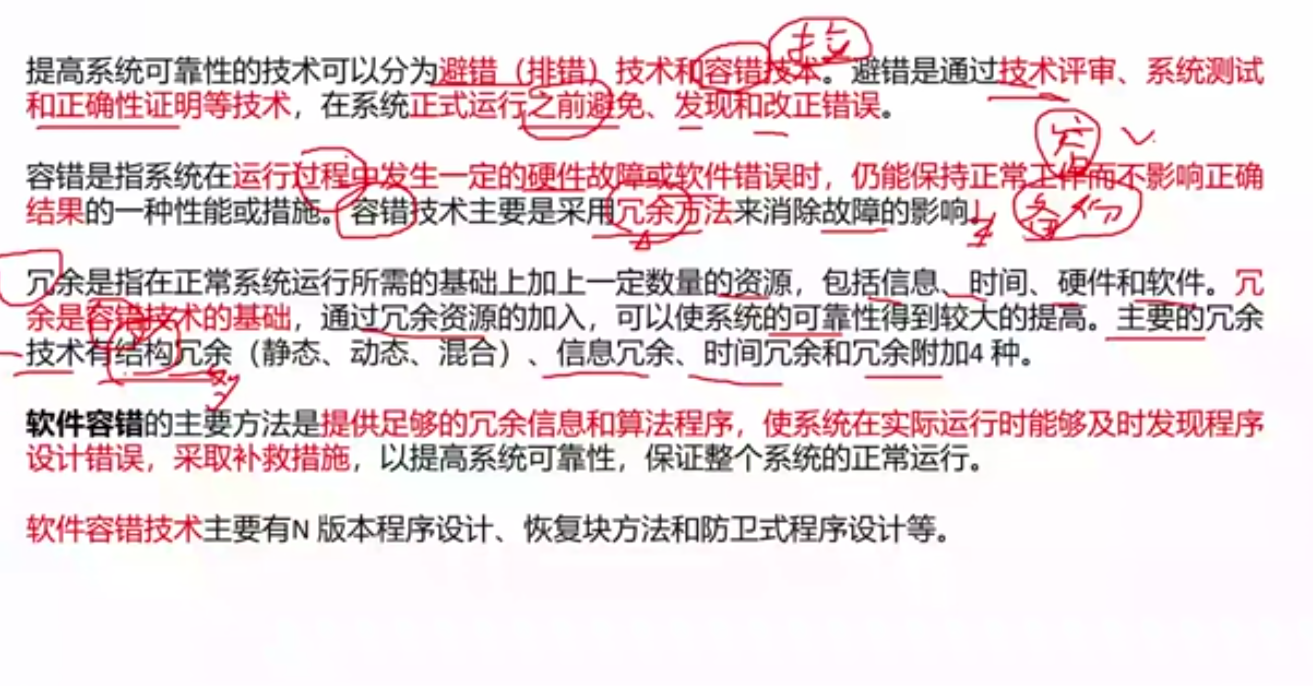 提高系统可靠性的技术可以分为避错（排错）技术和容错技术。避错是通过技术评审、系统测试
和正确性证明等技术，在系统正式运行之前避免、发现和改正错误。
容错是指系统在运行过程中发生一定的硬件故障或软件错误时，仍能保持正常工作而不影响正确
结果的一种性能或措施。容错技术主要是采用冗余方法来消除故障的影响。
冗余是指在正常系统运行所需的基础上加上一定数量的资源，包括信息、时间、硬件和软件。冗
余是容错技术的基础，通过冗余资源的加入，可以使系统的可靠性得到较大的提高。主要的冗余
技术有结构冗余（静态、动态、混合）、信息冗余、时间冗余和冗余附加4 种。
软件容错的主要方法是提供足够的冗余信息和算法程序，使系统在实际运行时能够及时发现程序
设计错误，采取补救措施，以提高系统可靠性，保证整个系统的正常运行。
软件容错技术主要有N 版本程序设计、恢复块方法和防卫式程序设计等。